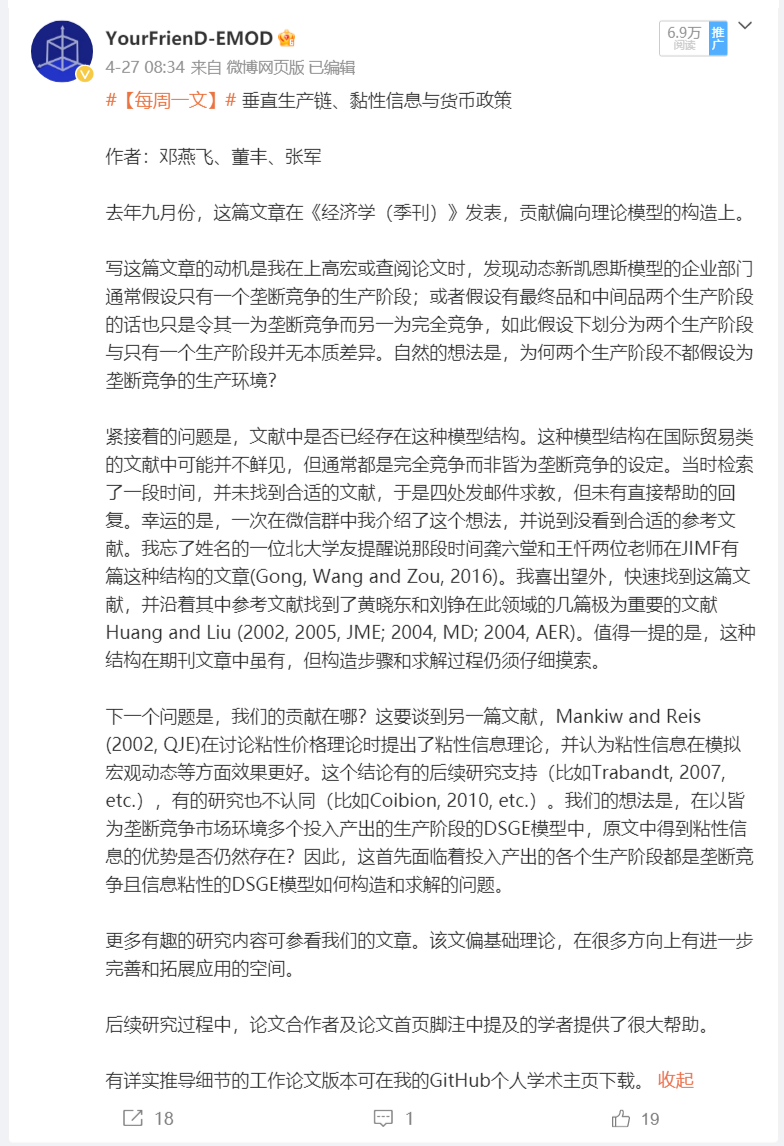 YourFrienD-EMOD
6.9万
阅读
推广
4-27 08:34 来自 微博网页版 已编辑
#【每周一文】# 垂直生产链、黏性信息与货币政策
作者：邓燕飞、董丰、张军
去年九月份，这篇文章在《经济学（季刊）》发表，贡献偏向理论模型的构造上。
写这篇文章的动机是我在上高宏或查阅论文时，发现动态新凯恩斯模型的企业部门
通常假设只有一个垄断竞争的生产阶段；或者假设有最终品和中间品两个生产阶段
的话也只是令其一为垄断竞争而另一为完全竞争，如此假设下划分为两个生产阶段
与只有一个生产阶段并无本质差异。自然的想法是，为何两个生产阶段不都假设为
垄断竞争的生产环境？
紧接着的问题是，文献中是否已经存在这种模型结构。这种模型结构在国际贸易类
的文献中可能并不鲜见，但通常都是完全竞争而非皆为垄断竞争的设定。当时检索
了一段时间，并未找到合适的文献，于是四处发邮件求教，但未有直接帮助的回
复。幸运的是，一次在微信群中我介绍了这个想法，并说到没看到合适的参考文
献。我忘了姓名的一位北大学友提醒说那段时间龚六堂和王忏两位老师在JIMF有
篇这种结构的文章(Gong, Wang and Zou, 2016)。我喜出望外，快速找到这篇文
献，并沿着其中参考文献找到了黄晓东和刘铮在此领域的几篇极为重要的文献
Huang and Liu (2002, 2005, JME; 2004, MD; 2004, AER)。值得一提的是，这种
结构在期刊文章中虽有，但构造步骤和求解过程仍须仔细摸索。
下一个问题是，我们的贡献在哪？这要谈到另一篇文献，Mankiw and Reis
(2002, QJE)在讨论粘性价格理论时提出了粘性信息理论，并认为粘性信息在模拟
宏观动态等方面效果更好。这个结论有的后续研究支持（比如Trabandt, 2007,
etc.），有的研究也不认同（比如Coibion, 2010, etc.）。我们的想法是，在以皆
为垄断竞争市场环境多个投入产出的生产阶段的DSGE模型中，原文中得到粘性信
息的优势是否仍然存在？因此，这首先面临着投入产出的各个生产阶段都是垄断竞
争且信息粘性的DSGE模型如何构造和求解的问题。
更多有趣的研究内容可参看我们的文章。该文偏基础理论，在很多方向上有进一步
完善和拓展应用的空间。
后续研究过程中，论文合作者及论文首页脚注中提及的学者提供了很大帮助。
有详实推导细节的工作论文版本可在我的GitHub个人学术主页下载。 收起
18
1
19